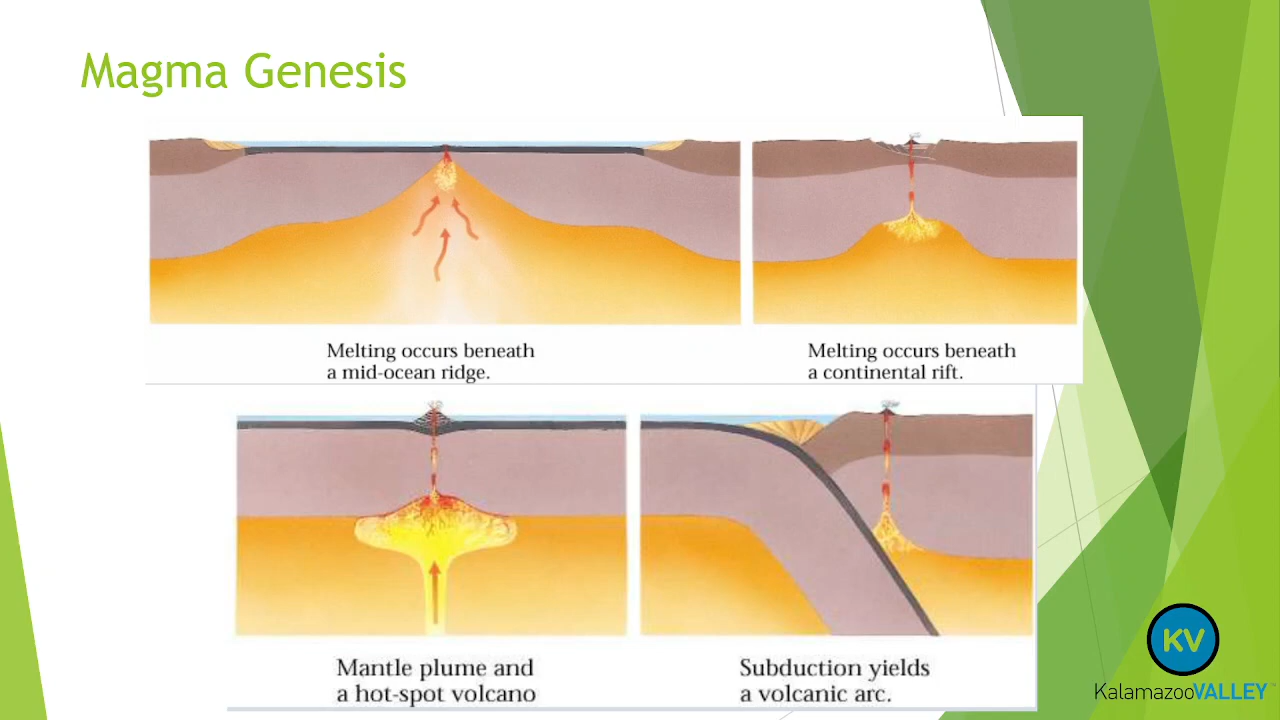 Magma Genesis
Melting occurs beneath
a mid-ocean ridge.
Melting occurs beneath
a continental rift.
Mantle plume and
a hot-spot volcano
Subduction yields
a volcanic arc.
KV
KalamazooVALLEY™